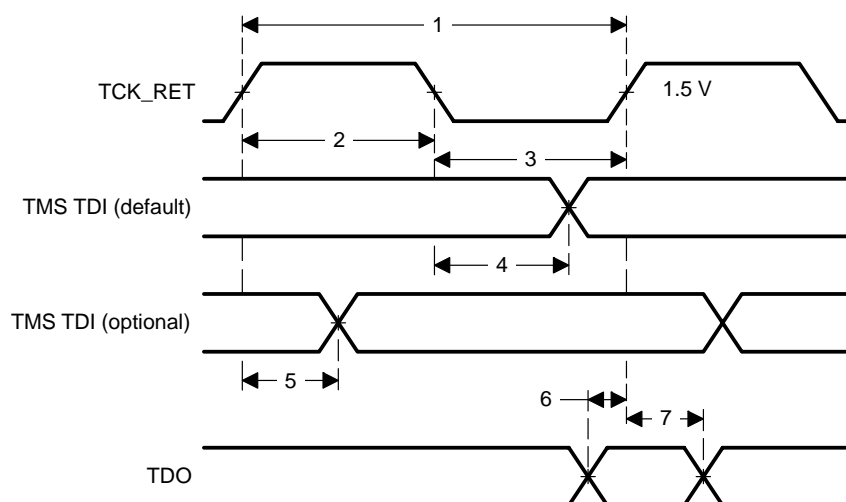 1
TCK_RET
1.5 V
2
3
TMS TDI (default)
4
TMS TDI (optional)
5
6
7
TDO